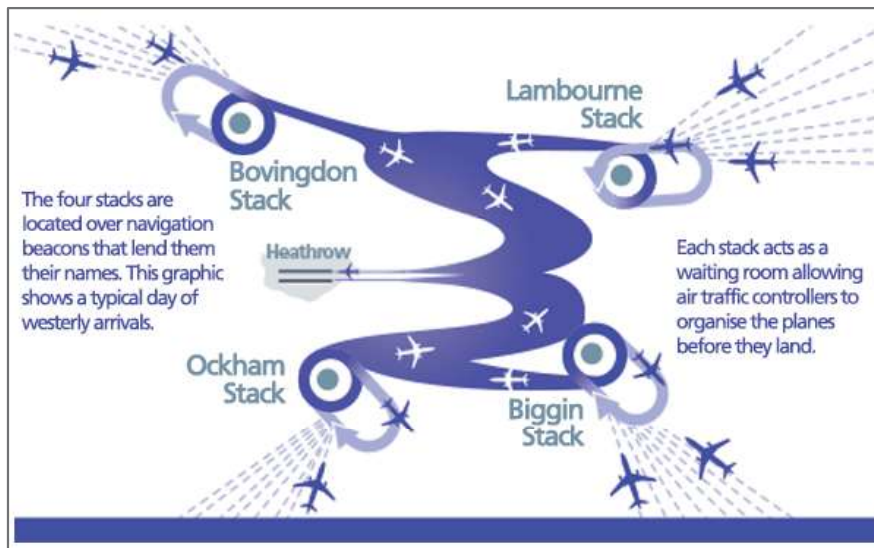 Lambourne
Stack
Bovingdon
Stack
The four stacks are
located over navigation
beacons that lend them
their names. This graphic
shows a typical day of
westerly arrivals.
Heathrow
Each stack acts as a
waiting room allowing
air traffic controllers to
organise the planes
before they land.
Ockham
Stack
Biggin
Stack